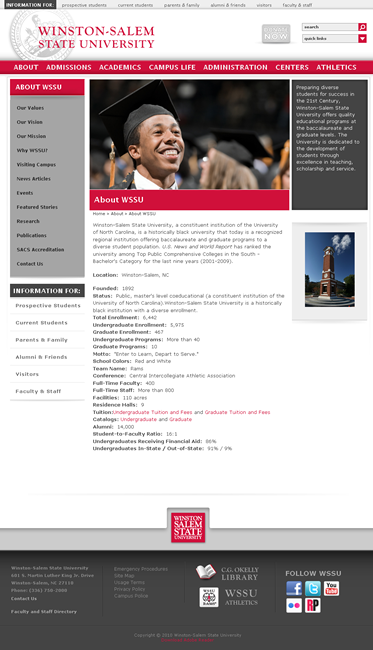 INFORMATION FOR: prospective students current students parents & family alumni & friends visitors faculty & staff
WINSTON-SALEM
STATE UNIVERSITY
NOW
search
quick links
ABOUT ADMISSIONS ACADEMICS CAMPUS LIFE ADMINISTRATION CENTERS ATHLETICS
ABOUT WSSU
Our Values
Our Vision
Our Mission
Why WSSU?
Visiting Campus
News Articles
Events
Featured Stories
Research
Publications
SACS Accreditation
Contact Us
INFORMATION FOR:
Prospective Students
Current Students
Parents & Family
Alumni & Friends
Visitors
Faculty & Staff
About WSSU
Home » About » About WSSU
Winston-Salem State University, a constituent institution of the University
of North Carolina, is a historically black university that today is a recognized
regional institution offering baccalaureate and graduate programs to a
diverse student population. U.S. News and World Report has ranked the
university among Top Public Comprehensive Colleges in the South –
Bachelor's Category for the last nine years (2001-2009).
Location: Winston-Salem, NC
Founded: 1892
Status: Public, master's level coeducational (a constituent institution of the
University of North Carolina).Winston-Salem State University is a historically
black institution with a diverse enrollment.
Total Enrollment: 6,442
Undergraduate Enrollment: 5,975
Graduate Enrollment: 467
Undergraduate Programs: More than 40
Graduate Programs: 10
Motto: "Enter to Learn, Depart to Serve."
School Colors: Red and White
Team Name: Rams
Conference: Central Intercollegiate Athletic Association
Full-Time Faculty: 400
Full-Time Staff: More than 800
Facilities: 110 acres
Residence Halls: 9
Tuition:Undergraduate Tuition and Fees and Graduate Tuition and Fees
Catalogs: Undergraduate and Graduate
Alumni: 14,000
Student-to-Faculty Ratio: 16:1
Undergraduates Receiving Financial Aid: 86%
Undergraduates In-State / Out-of-State: 91% / 9%
Preparing diverse
students for success in
the 21st Century,
Winston-Salem State
University offers quality
educational programs at
the baccalaureate and
graduate levels. The
University is dedicated to
the development of
students through
excellence in teaching,
scholarship and service.
WINSTON
SALEM
STATE
UNIVERSITY
Winston-Salem State University
601 S. Martin Luther King Jr. Drive
Winston-Salem, NC 27110
Phone: (336) 750-2000
Contact Us
Faculty and Staff Directory
Emergency Procedures
Site Map
Usage Terms
Privacy Policy
Campus Police
C.G. O'KELLY
LIBRARY
WSSU
RAMS
WSSU
ATHLETICS
FOLLOW WSSU
You
Tube
RP
Copyright © 2010 Winston-Salem State University